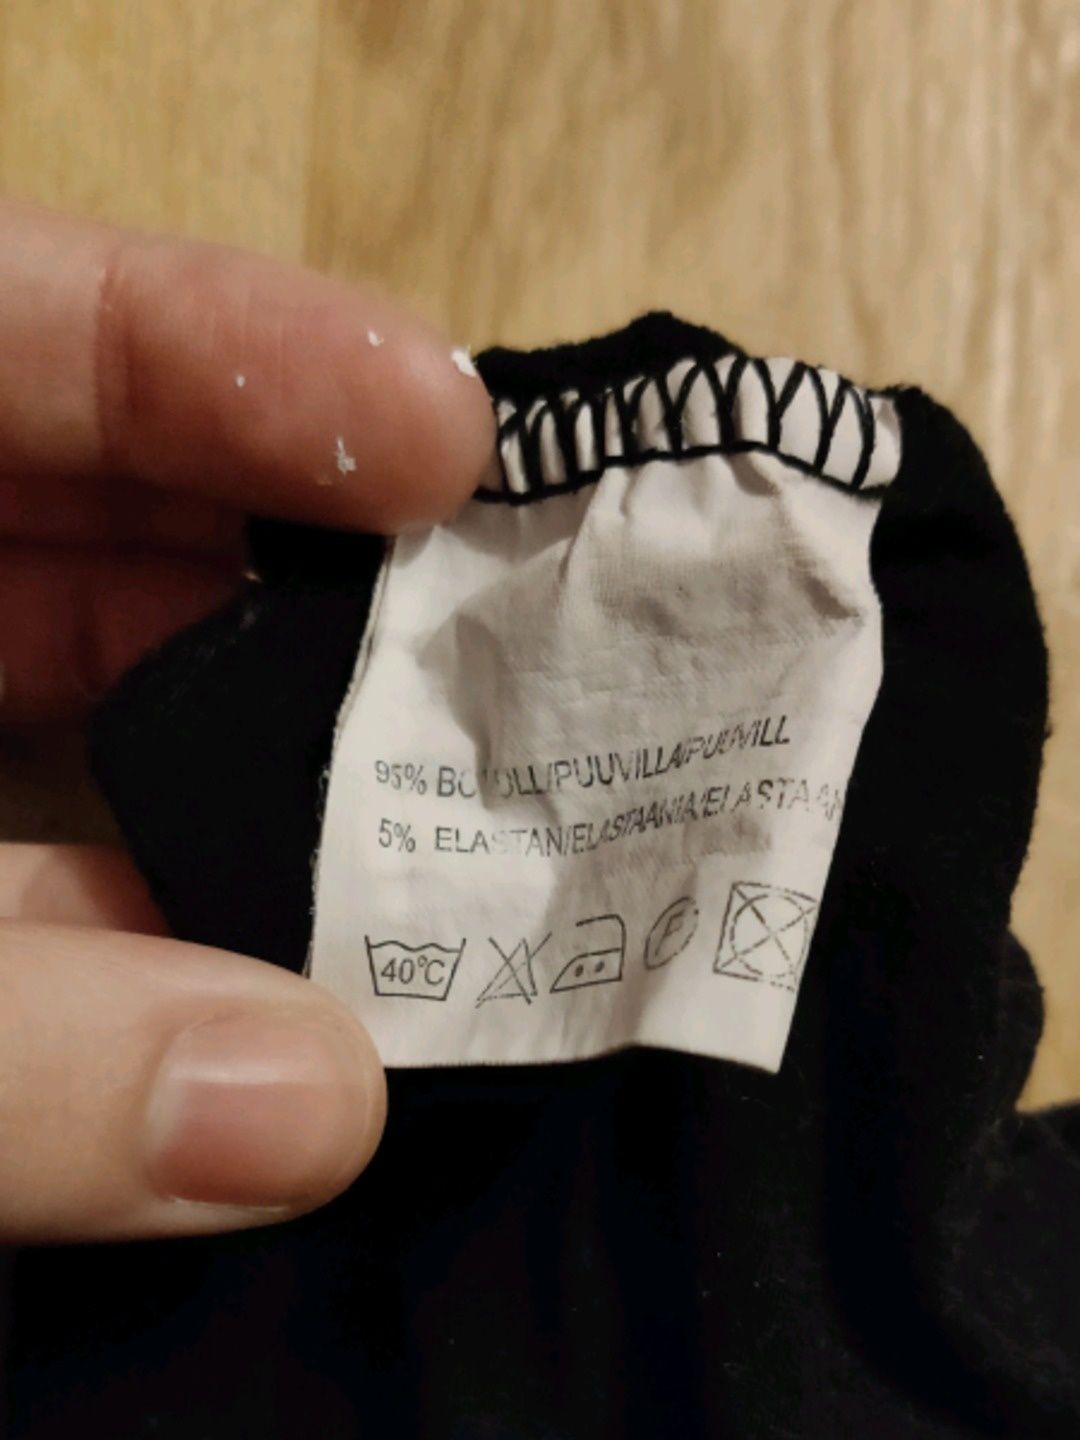 95% BOMULL/PUUVILLA/PUUVILL
5% ELASTAN/ELASTAANIA/ELASTAAN
40°C P